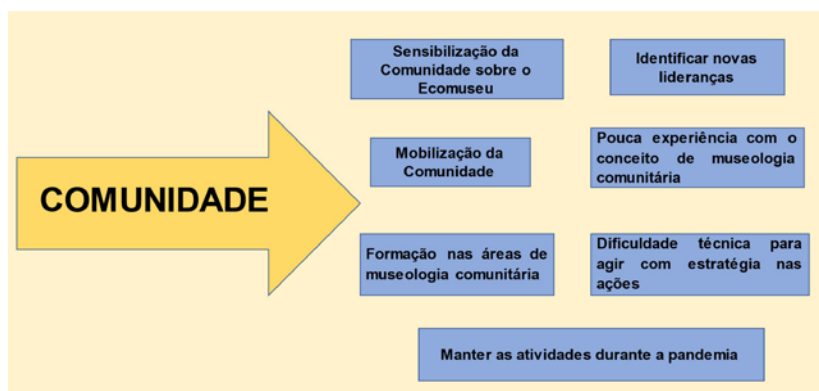 COMUNIDADE
Sensibilização da
Comunidade sobre o
Ecomuseu
Identificar novas
lideranças
Mobilização da
Comunidade
Pouca experiência com o
conceito de museologia
comunitária
Formação nas áreas de
museologia comunitária
Dificuldade técnica para
agir com estratégia nas
ações
Manter as atividades durante a pandemia